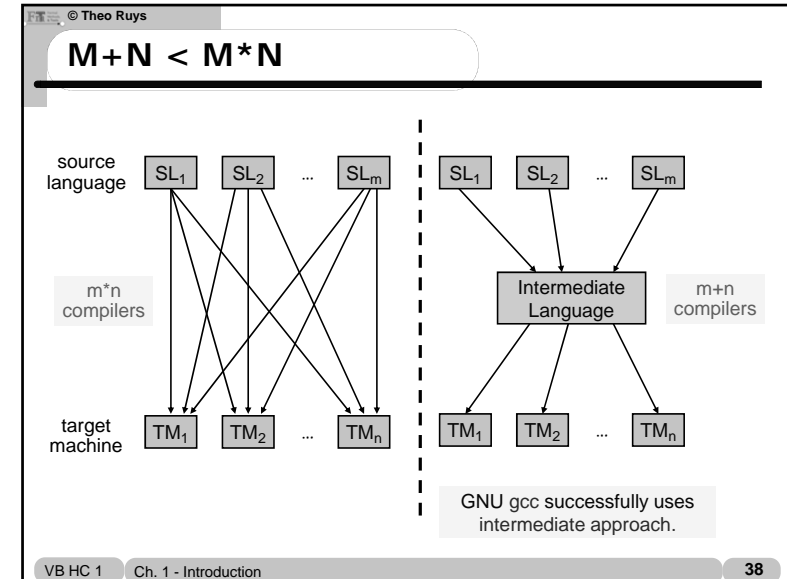 © Theo Ruys
M+N < M*N
source language
SL₁ SL₂ ... SLₘ
m*n compilers
target machine
TM₁ TM₂ ... TMₙ
SL₁ SL₂ ... SLₘ
Intermediate Language
m+n compilers
TM₁ TM₂ ... TMₙ
GNU gcc successfully uses
intermediate approach.
VB HC 1 Ch. 1 - Introduction 38